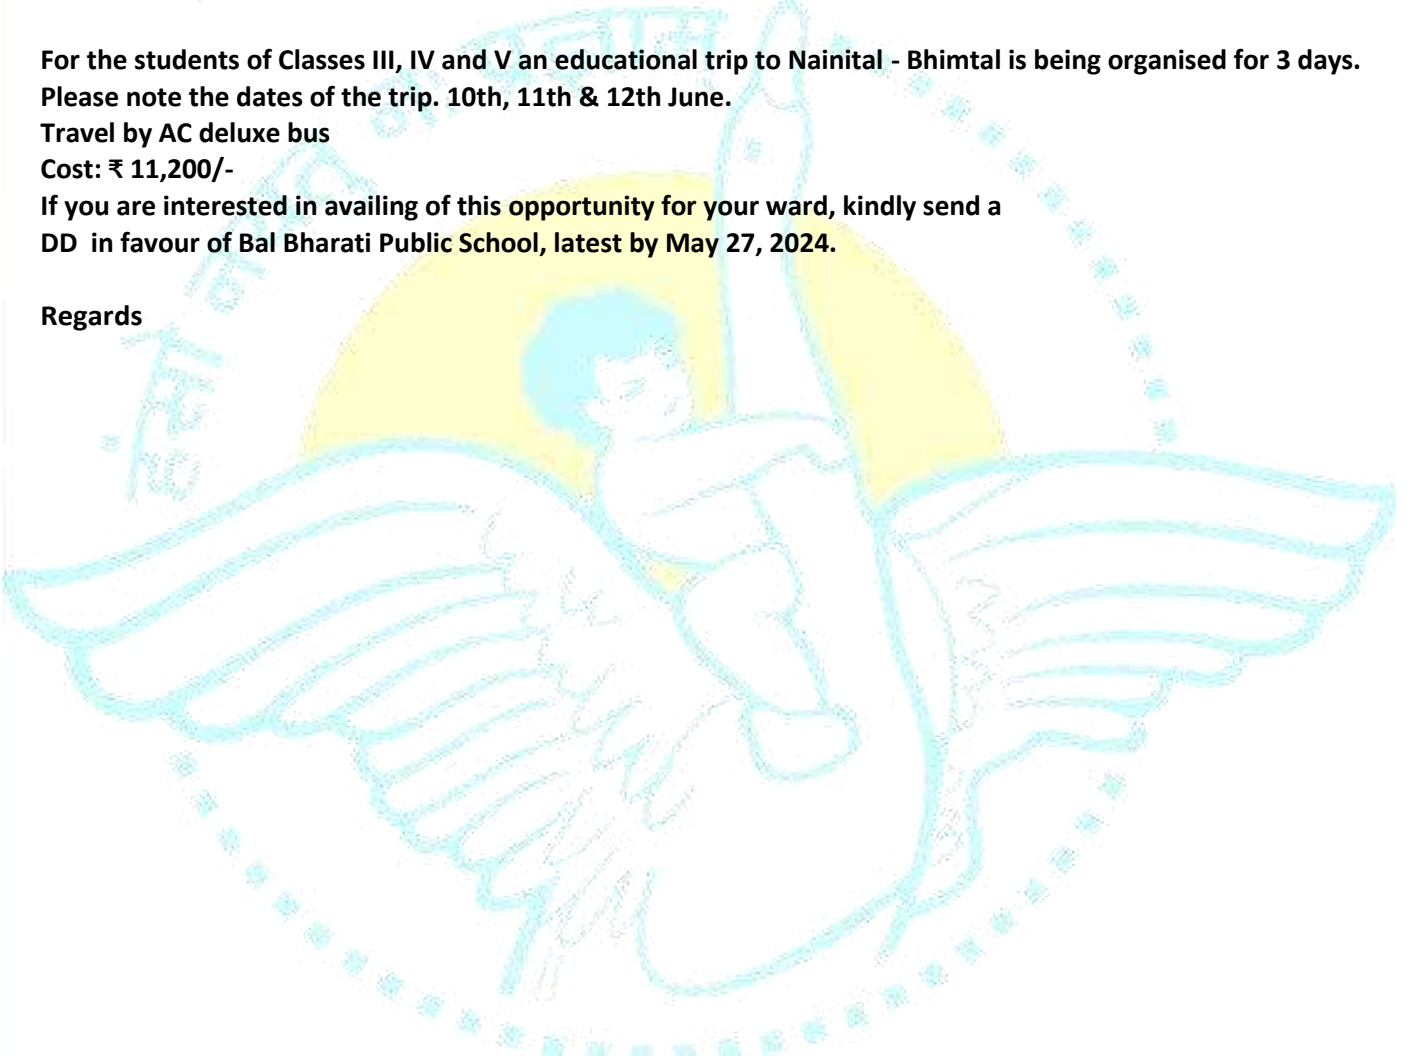 हमें नभ को पढ़ाना
For the students of Classes III, IV and V an educational trip to Nainital - Bhimtal is being organised for 3 days.
Please note the dates of the trip. 10th, 11th & 12th June.
Travel by AC deluxe bus
Cost: ₹ 11,200/-
If you are interested in availing of this opportunity for your ward, kindly send a
DD  in favour of Bal Bharati Public School, latest by May 27, 2024.
Regards